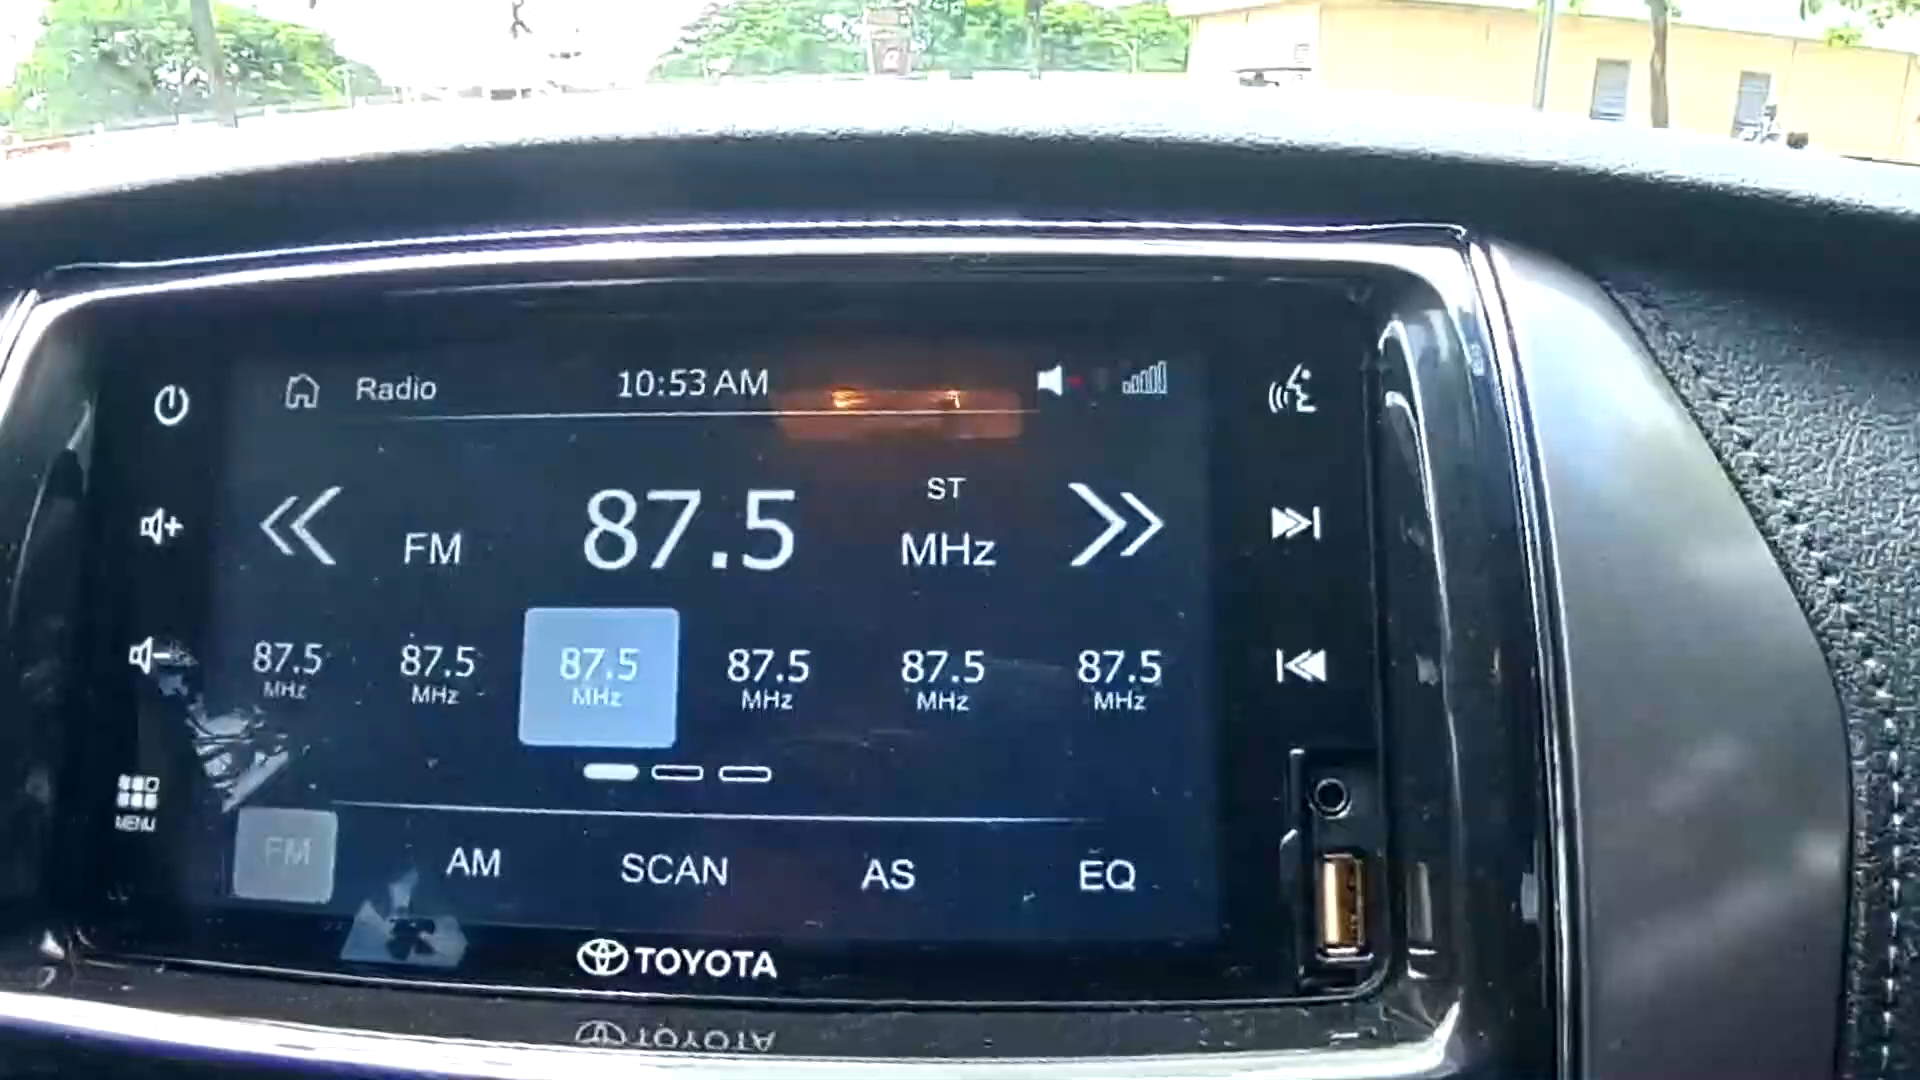 Radio 10:53 AM
ST
FM 87.5 MHz
87.5 87.5 87.5 87.5 87.5 87.5
MHz MHz MHz MHz MHz MHz
MENU
FM AM SCAN AS EQ
TOYOTA